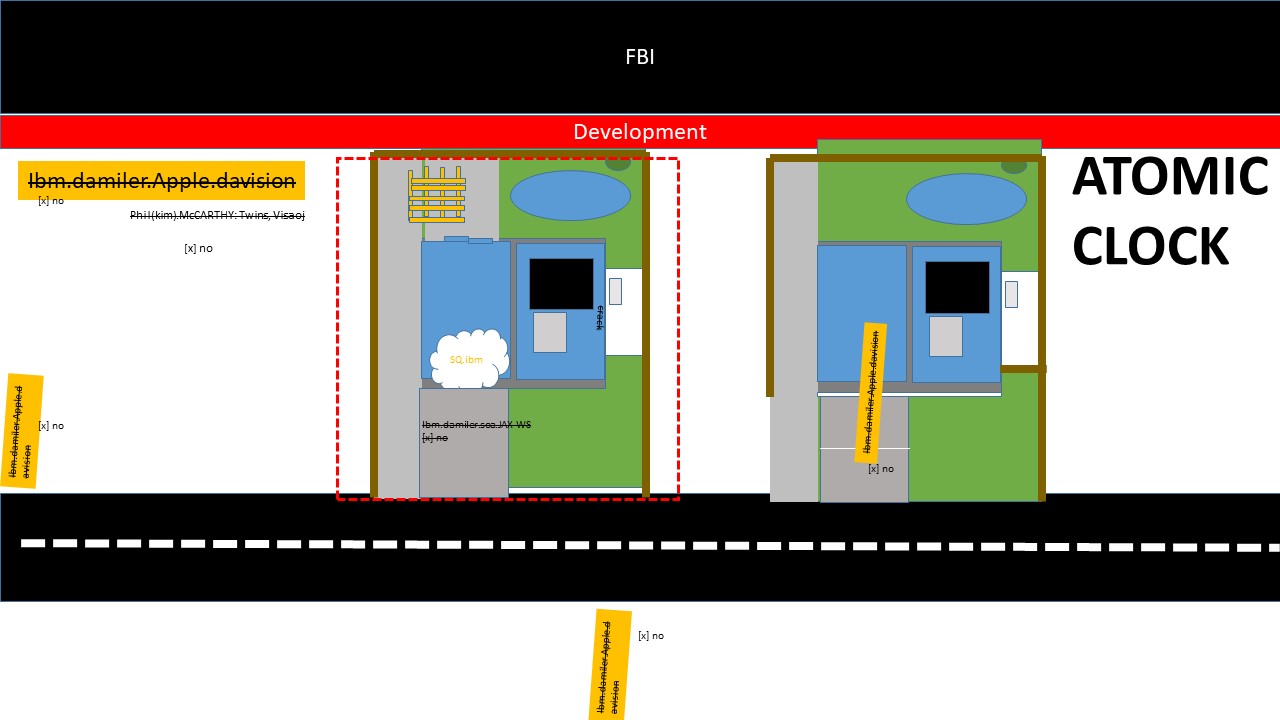 FBI
Development
Ibm.damiler.Apple.davision
[x] no
Phil(kim).McCARTHY: Twins, Visaoj
[x] no
ATOMIC
CLOCK
crack
SQ.ibm
Ibm.damiler.Apple.davision
Ibm.damiler.Apple.d
avision
[x] no
Ibm.damiler.sea.JAX-WS
[x] no
[x] no
Ibm.damiler.Apple.d
avision
[x] no